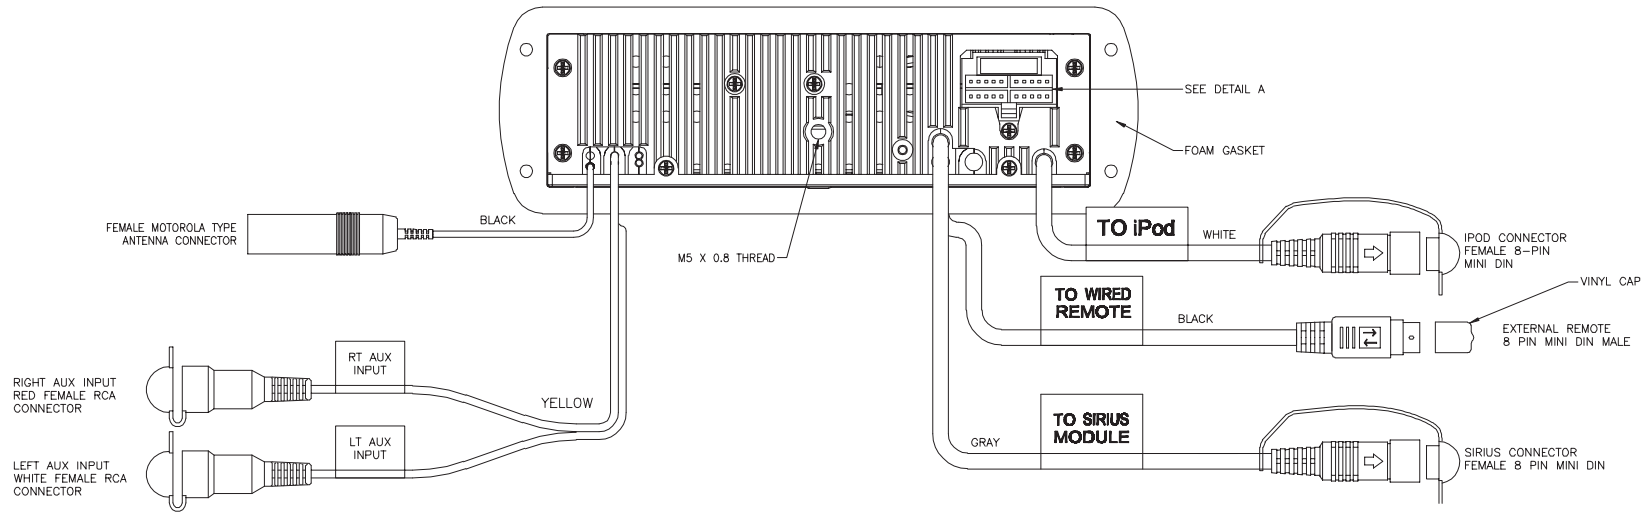 SEE DETAIL A
FOAM GASKET
FEMALE MOTOROLA TYPE
ANTENNA CONNECTOR
BLACK
M5 X 0.8 THREAD
TO iPod
WHITE
IPOD CONNECTOR
FEMALE 8-PIN
MINI DIN
VINYL CAP
TO WIRED
REMOTE
BLACK
EXTERNAL REMOTE
8 PIN MINI DIN MALE
RIGHT AUX INPUT
RED FEMALE RCA
CONNECTOR
RT AUX
INPUT
YELLOW
LT AUX
INPUT
LEFT AUX INPUT
WHITE FEMALE RCA
CONNECTOR
TO SIRIUS
MODULE
GRAY
SIRIUS CONNECTOR
FEMALE 8 PIN MINI DIN